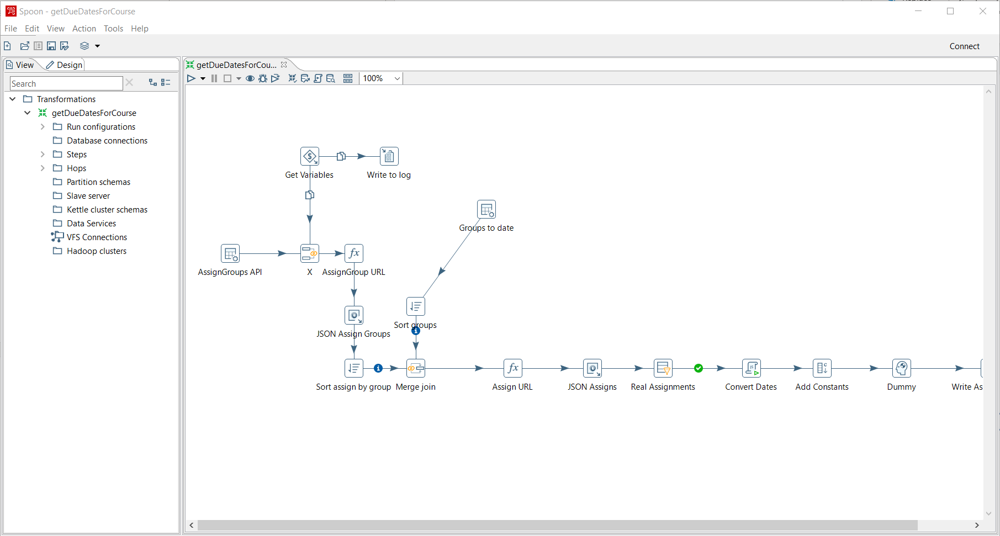 Spoon - getDueDatesForCourse
File Edit View Action Tools Help
Connect
View Design
getDueDatesForCou...
Search
100%
Transformations
getDueDatesForCourse
Run configurations
Database connections
Steps
Hops
Partition schemas
Slave server
Kettle cluster schemas
Data Services
VFS Connections
Hadoop clusters
Get Variables
Write to log
Groups to date
AssignGroups API
X
AssignGroup URL
Sort groups
JSON Assign Groups
Sort assign by group
Merge join
Assign URL
JSON Assigns
Real Assignments
Convert Dates
Add Constants
Dummy
Write As